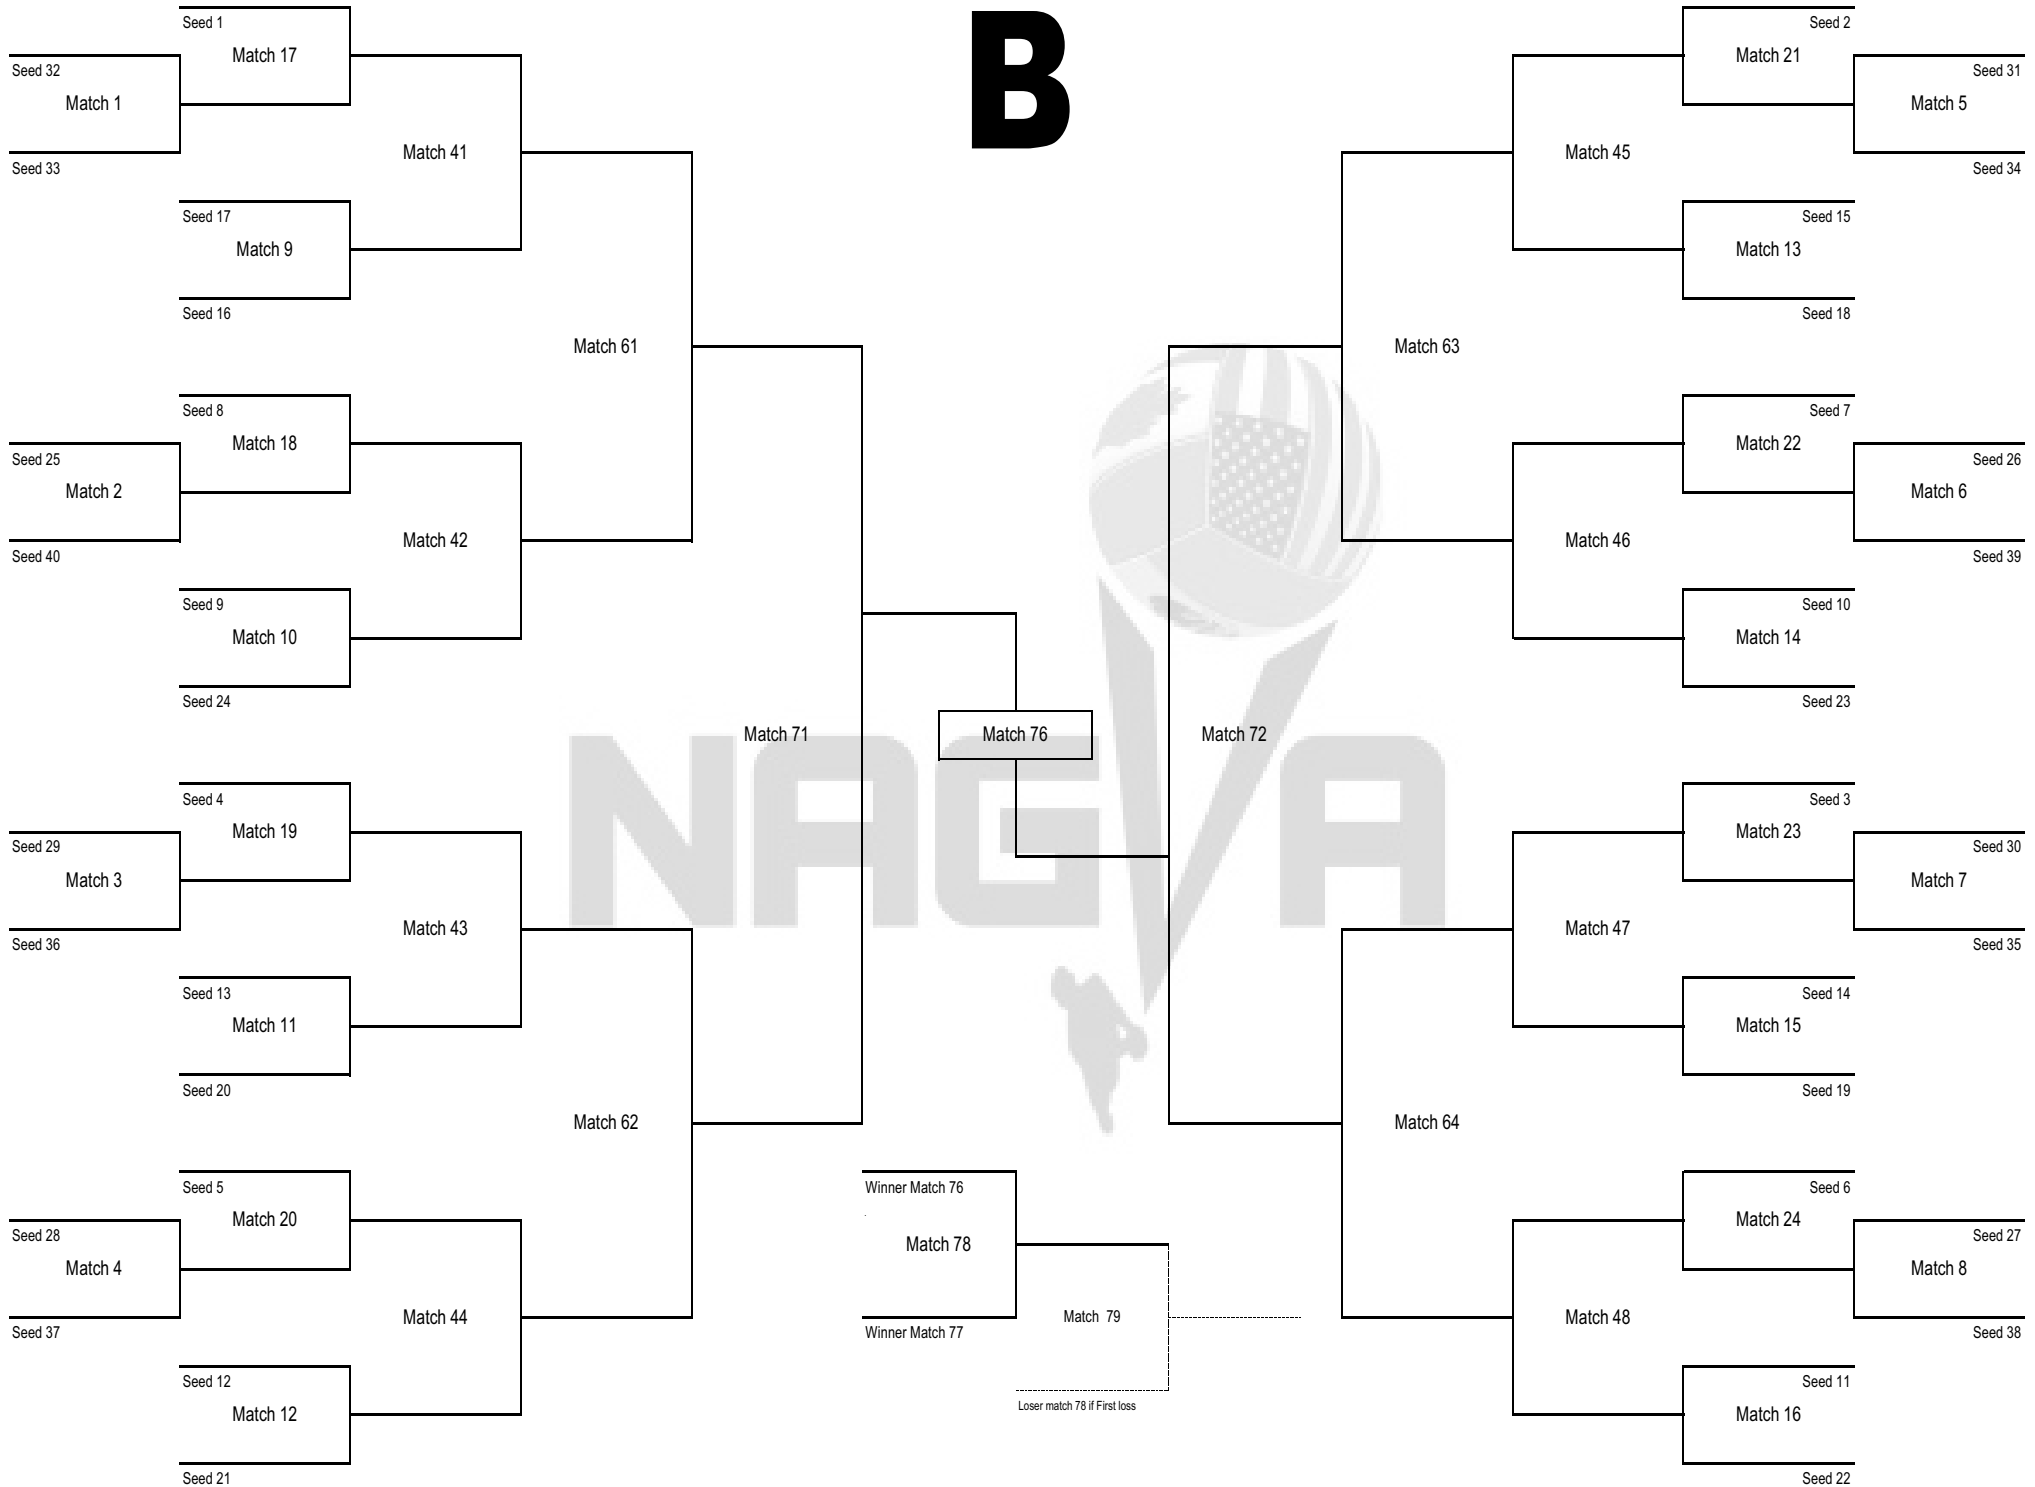 B
Seed 1
Match 17
Seed 32
Match 1
Seed 33
Match 41
Seed 17
Match 9
Seed 16
Match 61
Seed 8
Match 18
Seed 25
Match 2
Seed 40
Match 42
Seed 9
Match 10
Seed 24
Match 71
Seed 4
Match 19
Seed 29
Match 3
Seed 36
Match 43
Seed 13
Match 11
Seed 20
Match 62
Seed 5
Match 20
Seed 28
Match 4
Seed 37
Match 44
Seed 12
Match 12
Seed 21
Match 76
NAGVA
Winner Match 76
Match 78
Winner Match 77
Match 79
Loser match 78 if First loss
Seed 2
Match 21
Seed 31
Match 5
Seed 34
Match 45
Seed 15
Match 13
Seed 18
Match 63
Seed 7
Match 22
Seed 26
Match 6
Seed 39
Match 46
Seed 10
Match 14
Seed 23
Match 72
Seed 3
Match 23
Seed 30
Match 7
Seed 35
Match 47
Seed 14
Match 15
Seed 19
Match 64
Seed 6
Match 24
Seed 27
Match 8
Seed 38
Match 48
Seed 11
Match 16
Seed 22